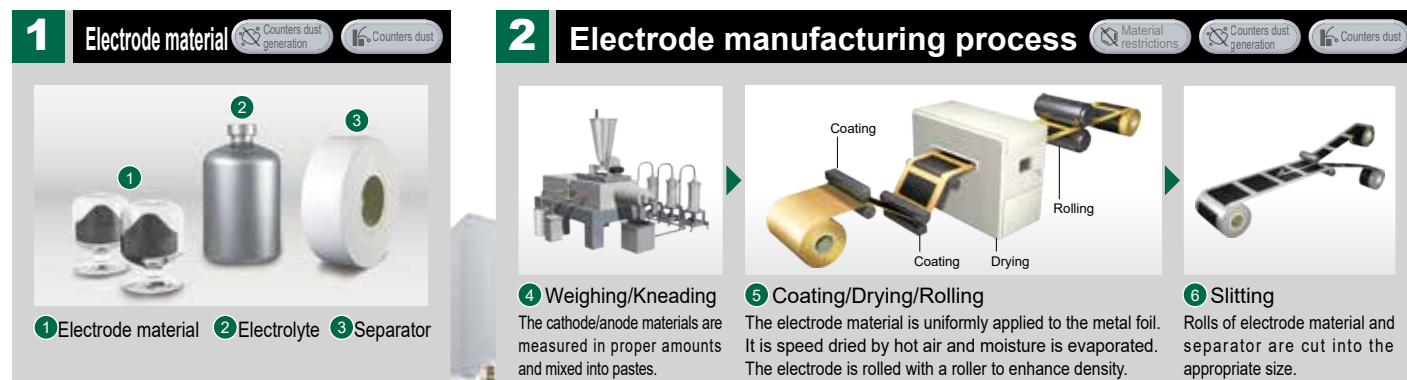 1
Electrode material
Counters dust
generation
Counters dust
1
2
3
1 Electrode material 2 Electrolyte 3 Separator
2
Electrode manufacturing process
Material
restrictions
Counters dust
generation
Counters dust
4 Weighing/Kneading
The cathode/anode materials are
measured in proper amounts
and mixed into pastes.
Coating
Rolling
Coating
Drying
5 Coating/Drying/Rolling
The electrode material is uniformly applied to the metal foil.
It is speed dried by hot air and moisture is evaporated.
The electrode is rolled with a roller to enhance density.
6 Slitting
Rolls of electrode material and
separator are cut into the
appropriate size.